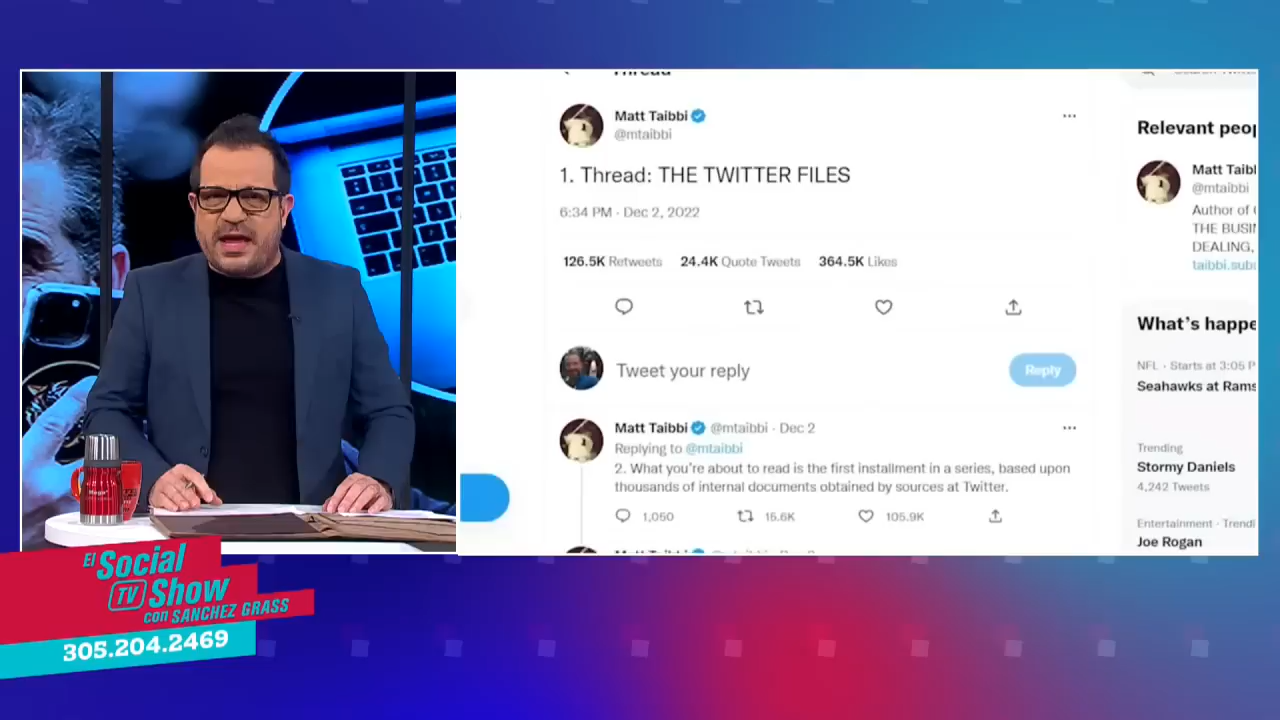 Thread
Matt Taibbi
@mtaibbi
1. Thread: THE TWITTER FILES
6:34 PM · Dec 2, 2022
126.5K Retweets 24.4K Quote Tweets 364.5K Likes
Tweet your reply
Reply
Matt Taibbi @mtaibbi · Dec 2
Replying to @mtaibbi
2. What you're about to read is the first installment in a series, based upon
thousands of internal documents obtained by sources at Twitter.
1,050 15.6K 105.9K
Relevant peop
Matt Taibb
@mtaibbi
Author of
THE BUSI
DEALING,
taibbi.subs
What's happe
NFL · Starts at 3:05 P
Seahawks at Rams
Trending
Stormy Daniels
4,242 Tweets
Entertainment · Trendi
Joe Rogan
Mega
El
Social
TV Show
con SANCHEZ GRASS
305.204.2469